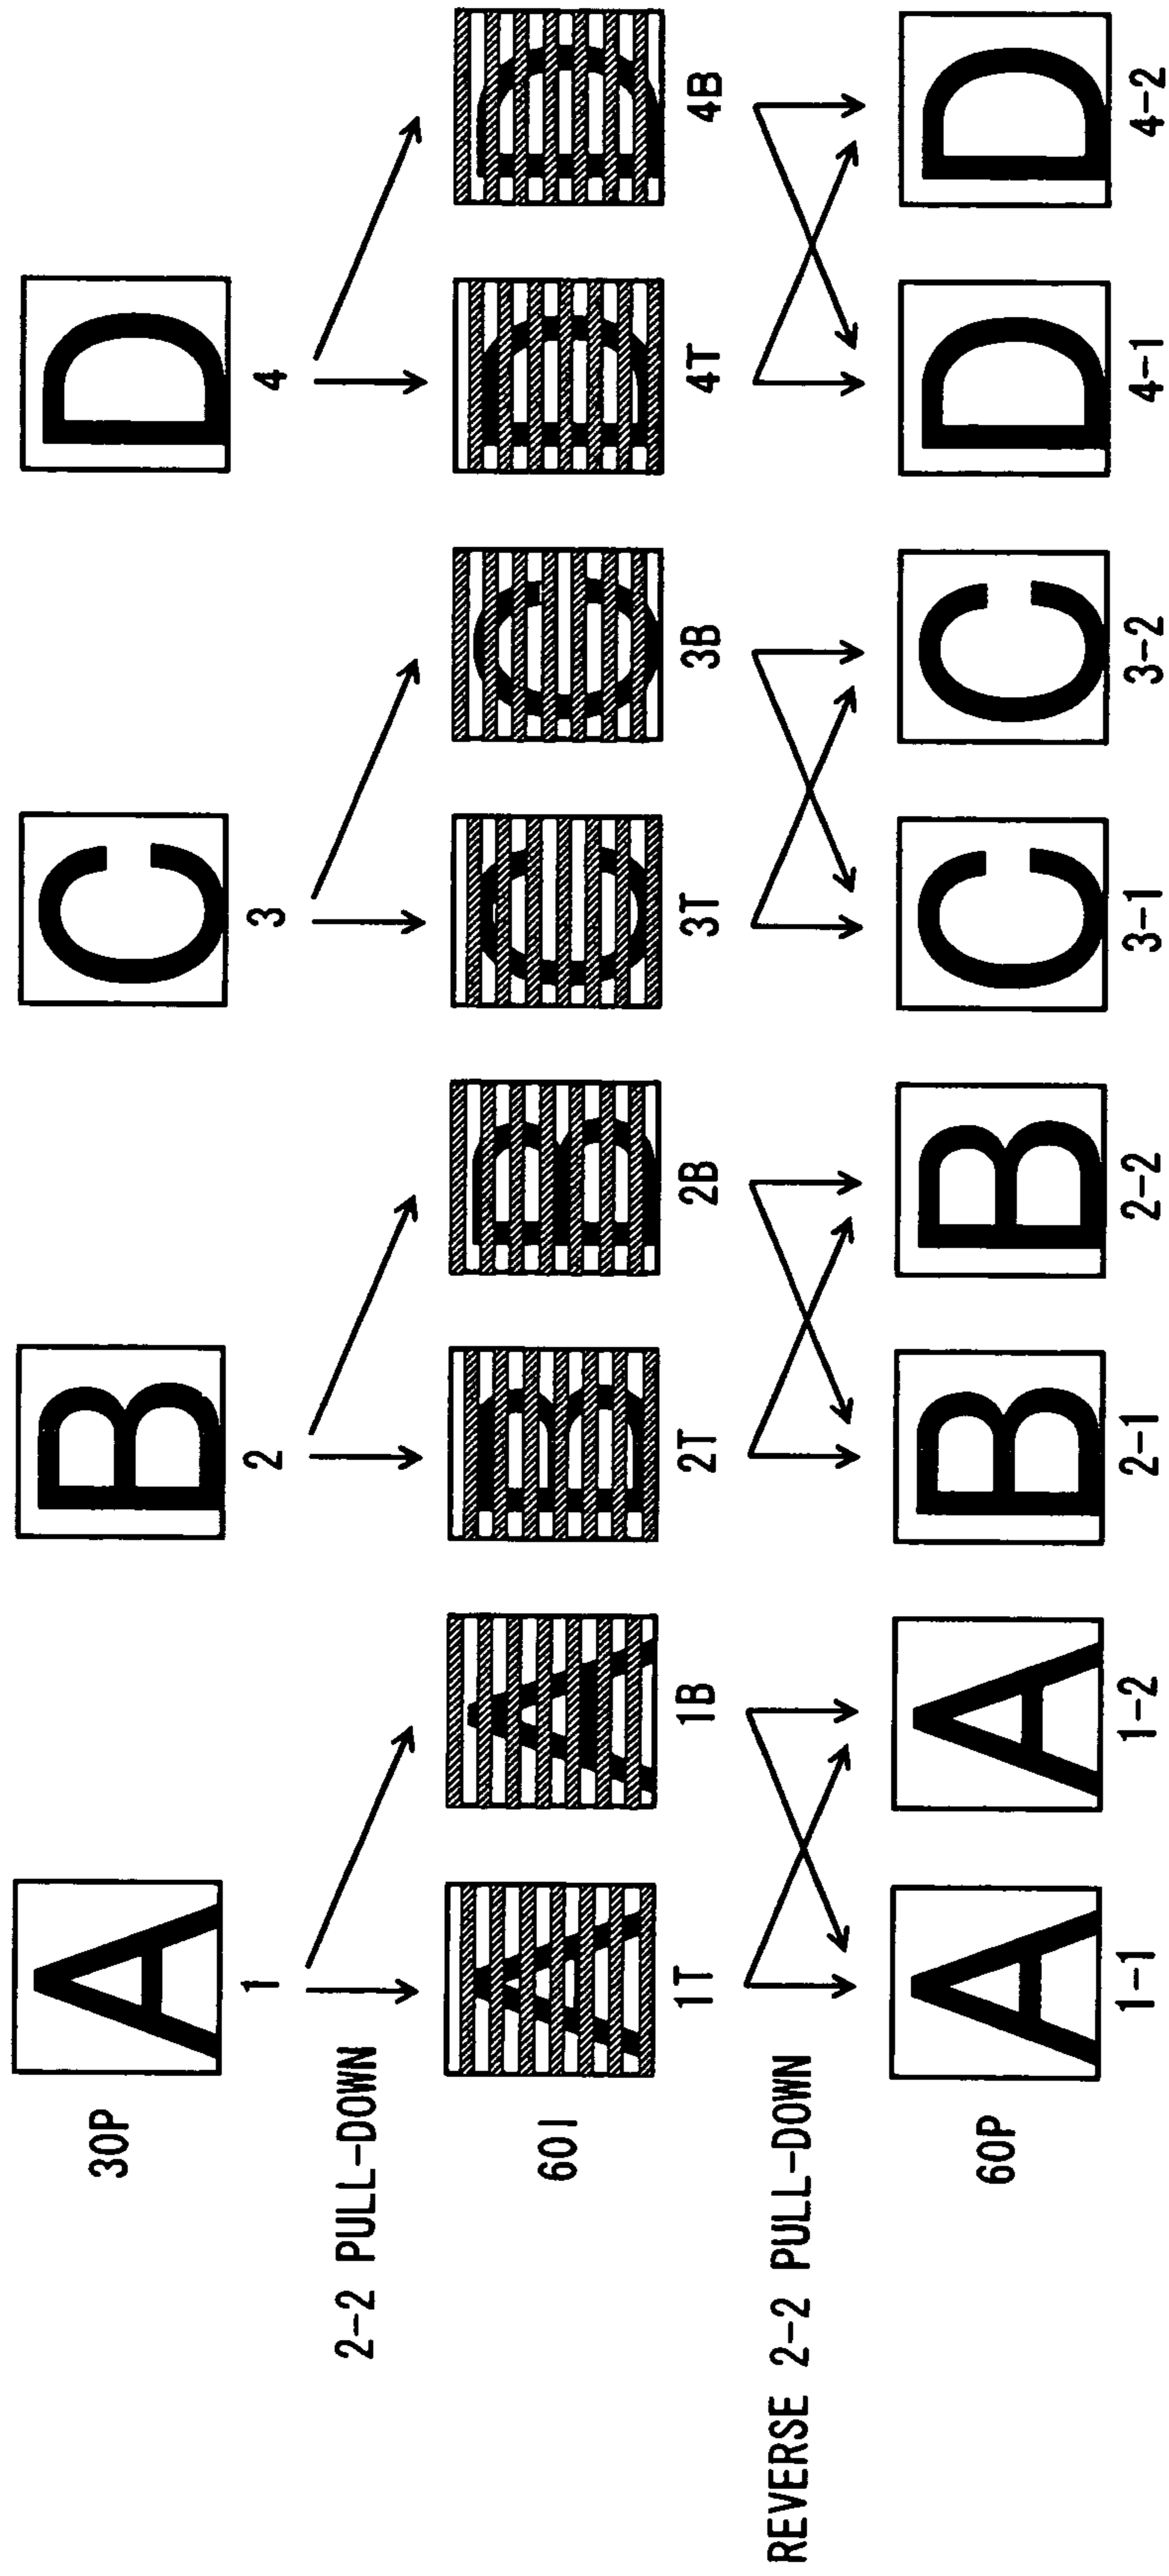 30P
A B C D
1 2 3 4
2-2 PULL-DOWN
60I
A A B B C C D D
1T 1B 2T 2B 3T 3B 4T 4B
REVERSE 2-2 PULL-DOWN
60P
A A B B C C D D
1-1 1-2 2-1 2-2 3-1 3-2 4-1 4-2